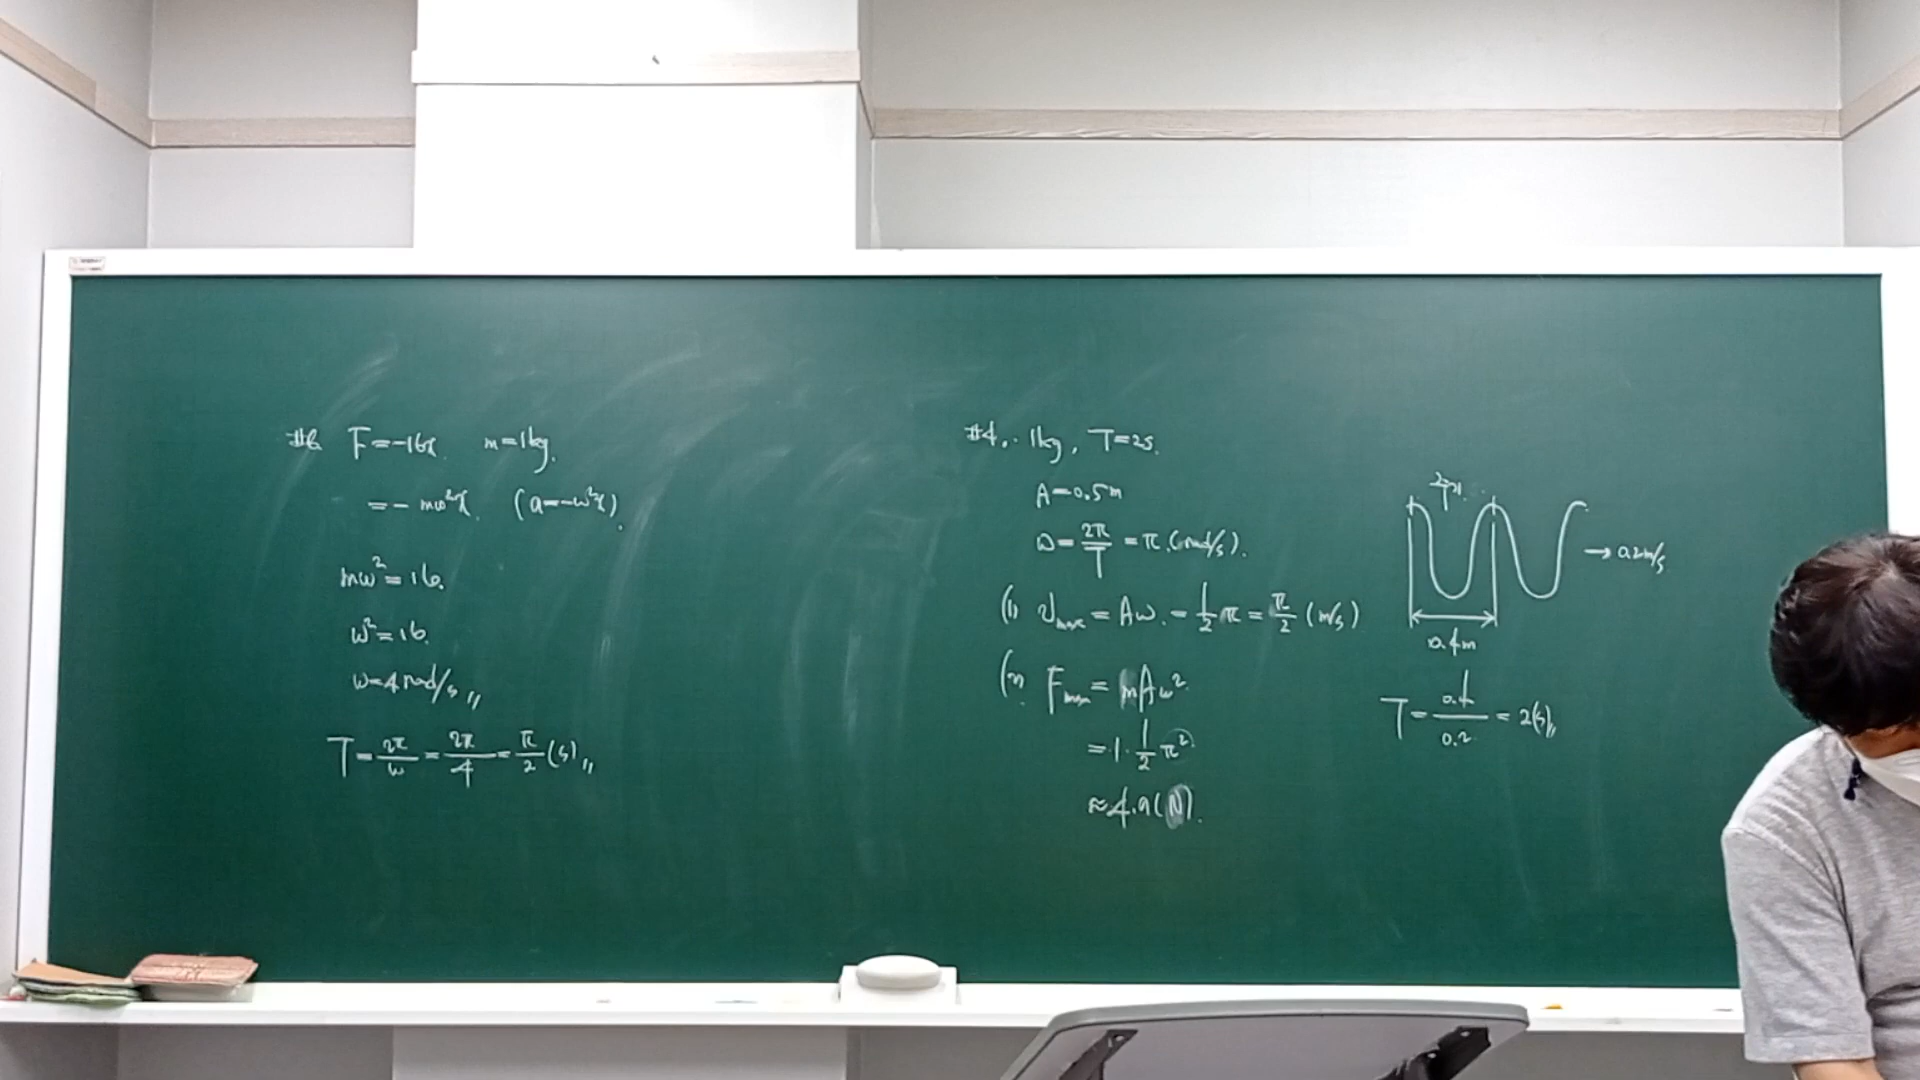 #6 F=-16x. m=1kg.
=-mω²x. (a=-ω²x).
mω²=16.
ω²=16.
ω=4 rad/s,,
T=2π/ω=2π/4=π/2(s),,
#4. 1kg, T=2s.
A=0.5m
ω=2π/T=π.(rad/s).
(1) Vmax=Aω.=1/2π=π/2 (m/s)
Fmax=mAω².
=1·1/2π².
≈4.9(N).
→0.2m/s
0.4m
T=0.4/0.2=2(s),,